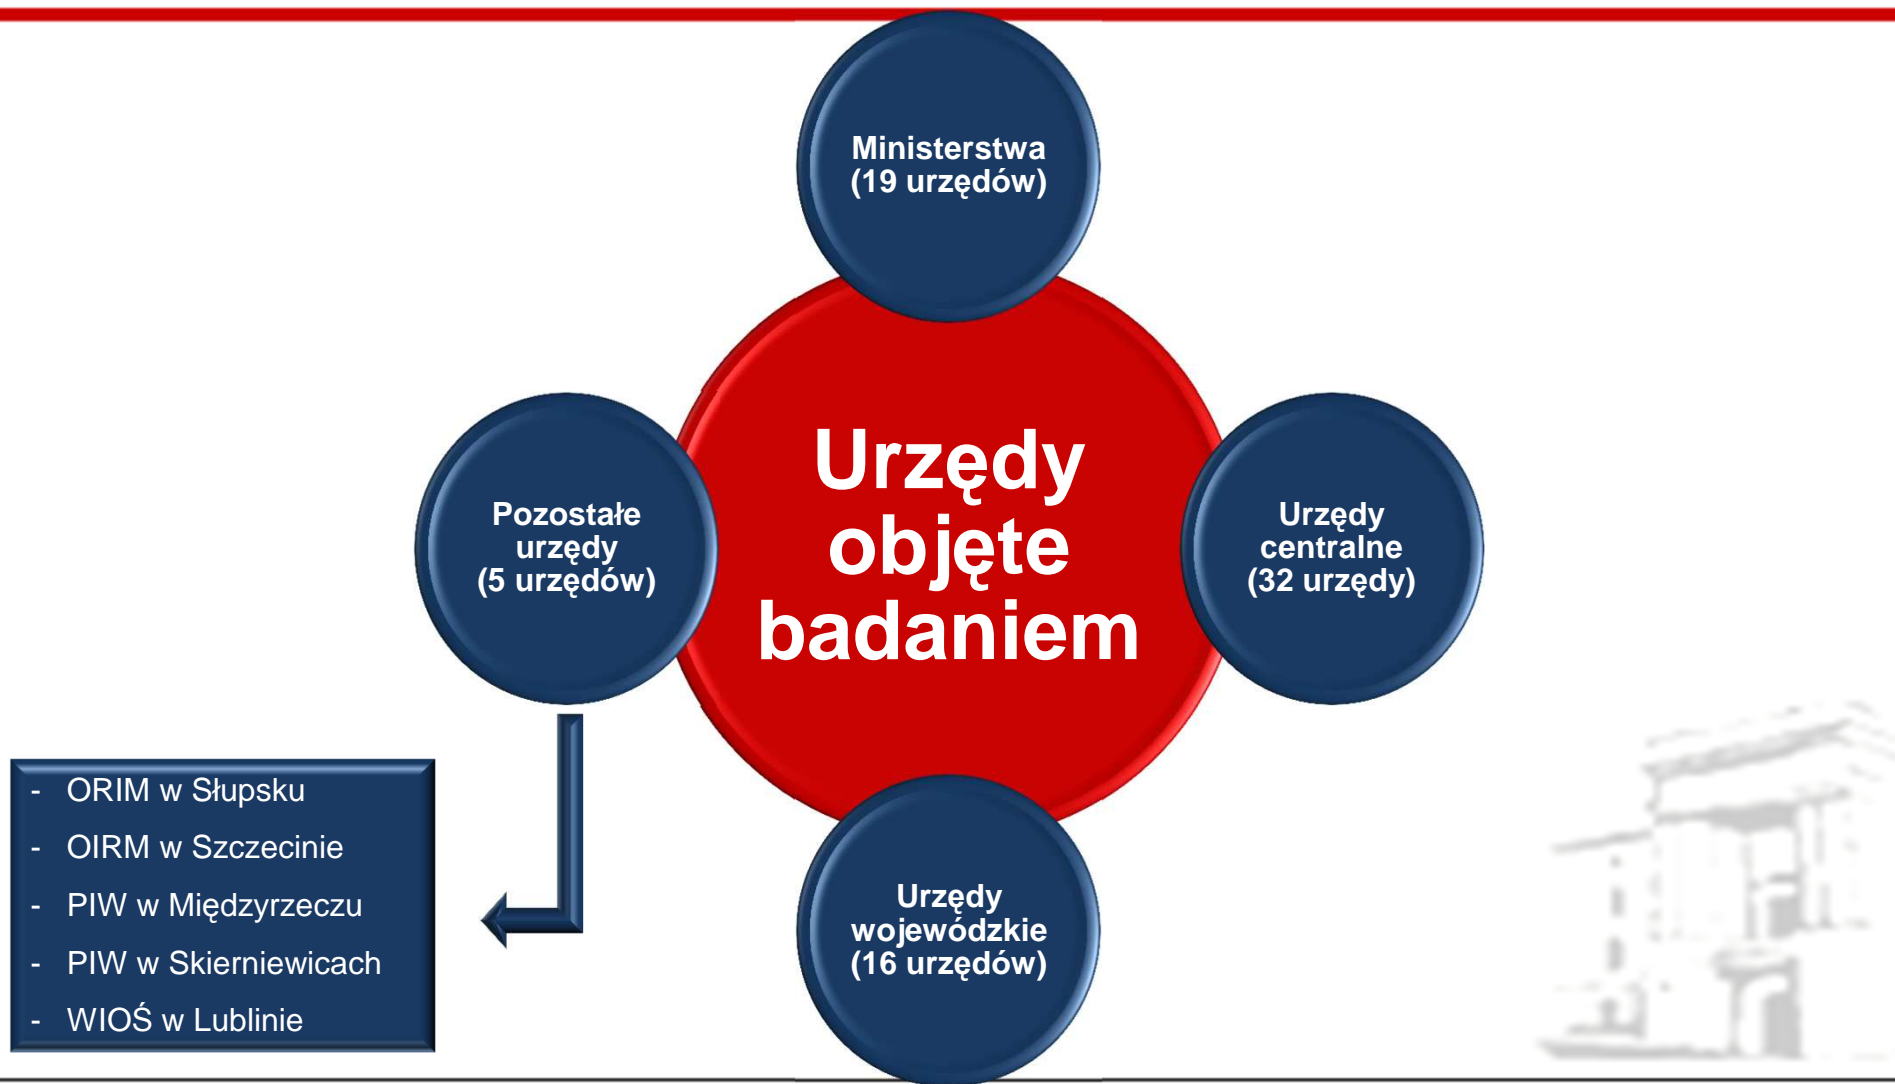 Ministerstwa
(19 urzędów)
Urzędy
objęte
badaniem
Pozostałe
urzędy
(5 urzędów)
Urzędy
centralne
(32 urzędy)
Urzędy
wojewódzkie
(16 urzędów)
- ORIM w Słupsku
- OIRM w Szczecinie
- PIW w Międzyrzeczu
- PIW w Skierniewicach
- WIOŚ w Lublinie